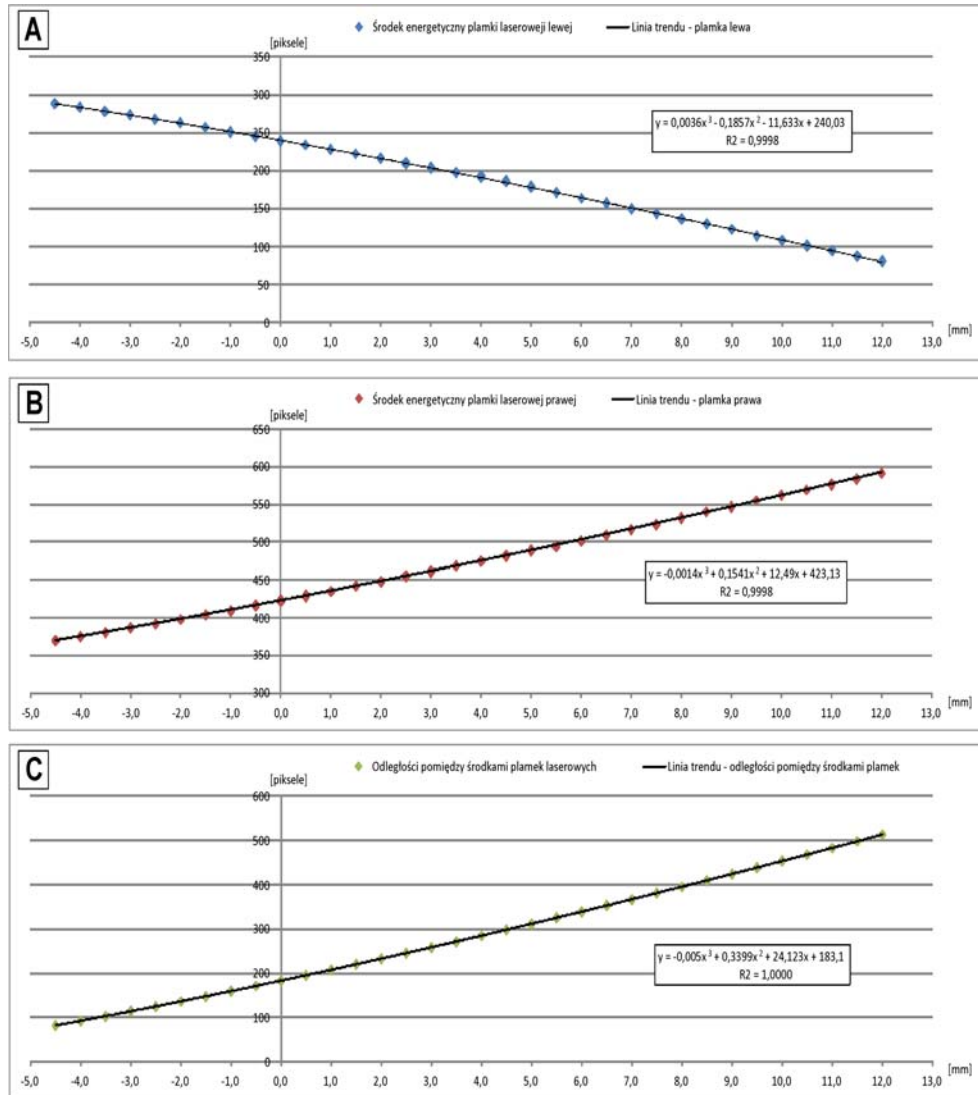 A
Środek energetyczny plamki laseroweji lewej
Linia trendu - plamka lewa
[piksele]
350
300
250
200
150
100
50
0
y = 0,0036x³ - 0,1857x² - 11,633x + 240,03
R2 = 0,9998
[mm]
-5,0 -4,0 -3,0 -2,0 -1,0 0,0 1,0 2,0 3,0 4,0 5,0 6,0 7,0 8,0 9,0 10,0 11,0 12,0 13,0
B
Środek energetyczny plamki laserowej prawej
Linia trendu - plamka prawa
[piksele]
650
600
550
500
450
400
350
300
y = -0,0014x³ + 0,1541x² + 12,49x + 423,13
R2 = 0,9998
[mm]
-5,0 -4,0 -3,0 -2,0 -1,0 0,0 1,0 2,0 3,0 4,0 5,0 6,0 7,0 8,0 9,0 10,0 11,0 12,0 13,0
C
Odległości pomiędzy środkami plamek laserowych
Linia trendu - odległości pomiędzy środkami plamek
[piksele]
600
500
400
300
200
100
0
y = -0,005x³ + 0,3399x² + 24,123x + 183,1
R2 = 1,0000
[mm]
-5,0 -4,0 -3,0 -2,0 -1,0 0,0 1,0 2,0 3,0 4,0 5,0 6,0 7,0 8,0 9,0 10,0 11,0 12,0 13,0